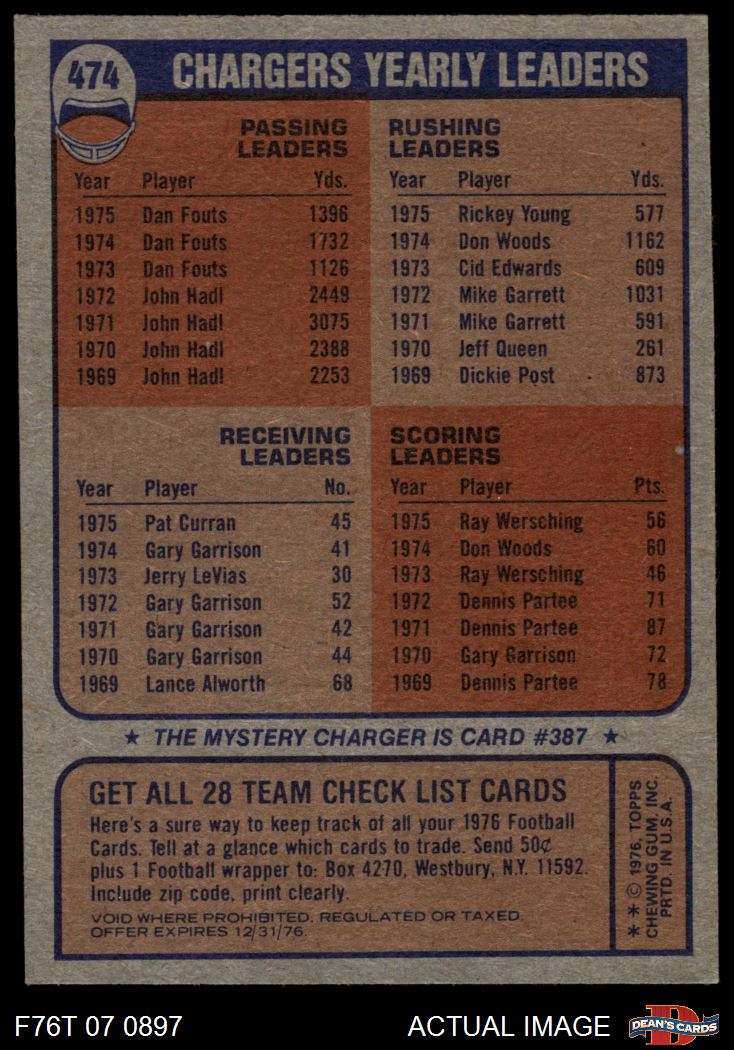 474
CHARGERS YEARLY LEADERS
PASSING
LEADERS
Year Player Yds.
1975 Dan Fouts 1396
1974 Dan Fouts 1732
1973 Dan Fouts 1126
1972 John Hadl 2449
1971 John Hadl 3075
1970 John Hadl 2388
1969 John Hadl 2253
RUSHING
LEADERS
Year Player Yds.
1975 Rickey Young 577
1974 Don Woods 1162
1973 Cid Edwards 609
1972 Mike Garrett 1031
1971 Mike Garrett 591
1970 Jeff Queen 261
1969 Dickie Post 873
RECEIVING
LEADERS
Year Player No.
1975 Pat Curran 45
1974 Gary Garrison 41
1973 Jerry LeVias 30
1972 Gary Garrison 52
1971 Gary Garrison 42
1970 Gary Garrison 44
1969 Lance Alworth 68
SCORING
LEADERS
Year Player Pts.
1975 Ray Wersching 56
1974 Don Woods 60
1973 Ray Wersching 46
1972 Dennis Partee 71
1971 Dennis Partee 87
1970 Gary Garrison 72
1969 Dennis Partee 78
★ THE MYSTERY CHARGER IS CARD #387 ★
GET ALL 28 TEAM CHECK LIST CARDS
Here's a sure way to keep track of all your 1976 Football
Cards. Tell at a glance which cards to trade. Send 50¢
plus 1 Football wrapper to: Box 4270, Westbury, N.Y. 11592.
Include zip code, print clearly.
VOID WHERE PROHIBITED, REGULATED OR TAXED.
OFFER EXPIRES 12/31/76.
* * © 1976, TOPPS
CHEWING GUM, INC.
PRTD. IN U.S.A.
F76T 07 0897
ACTUAL IMAGE
D
DEAN'S CARDS